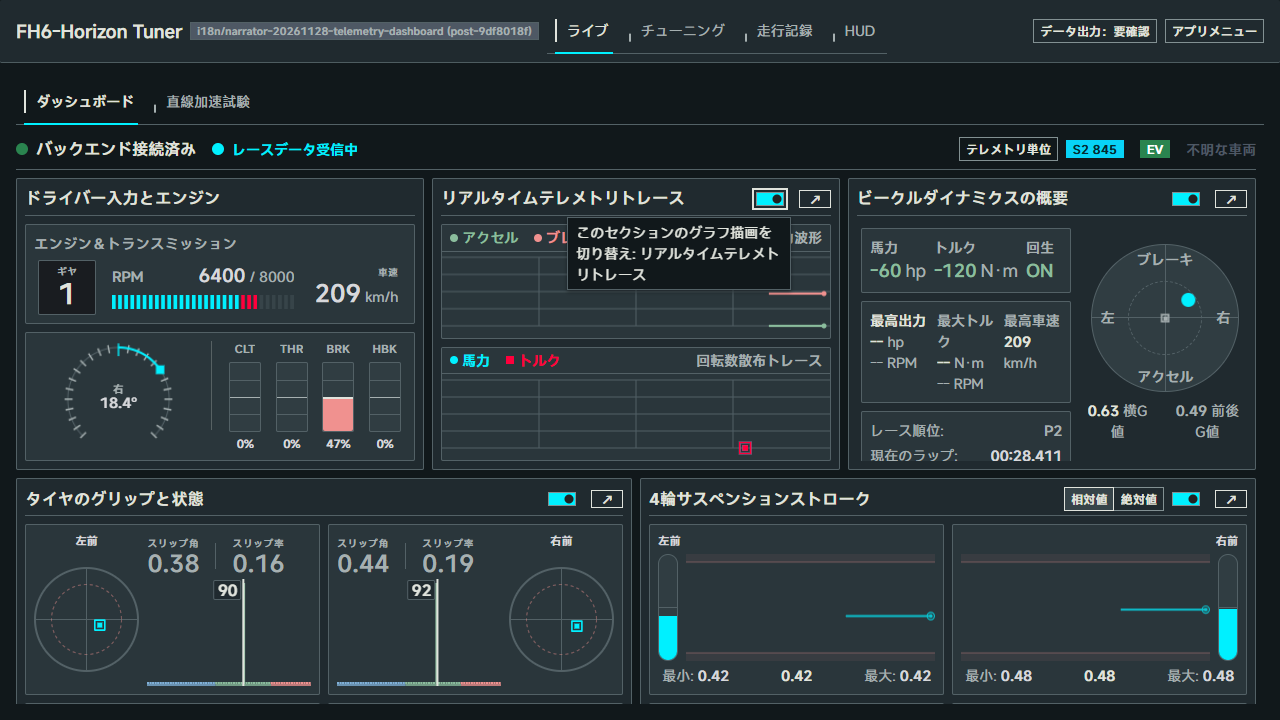 FH6-Horizon Tuner
i18n/narrator-20261128-telemetry-dashboard (post-9df8018f)
ライブ
チューニング
走行記録
HUD
データ出力: 要確認
アプリメニュー
ダッシュボード
直線加速試験
バックエンド接続済み
レースデータ受信中
テレメトリ単位
S2 845
EV
不明な車両
ドライバー入力とエンジン
エンジン&トランスミッション
ギヤ
1
RPM
6400 / 8000
車速
209 km/h
右
18.4°
CLT
THR
BRK
HBK
0%
0%
47%
0%
リアルタイムテレメトリトレース
アクセル
このセクションのグラフ描画を
切り替え: リアルタイムテレメト
リトレース
波形
馬力
トルク
回転数散布トレース
ビークルダイナミクスの概要
馬力
トルク
回生
-60 hp
-120 N·m
ON
最高出力
-- hp
-- RPM
最大トル
ク
-- N·m
-- RPM
最高車速
209
km/h
レース順位:
P2
現在のラップ:
00:28.411
ブレーキ
左
右
アクセル
0.63 横G
値
0.49 前後
G値
タイヤのグリップと状態
左前
スリップ角
0.38
スリップ率
0.16
90
スリップ角
0.44
スリップ率
0.19
92
右前
4輪サスペンションストローク
相対値
絶対値
左前
最小: 0.42
0.42
最大: 0.42
右前
最小: 0.48
0.48
最大: 0.48